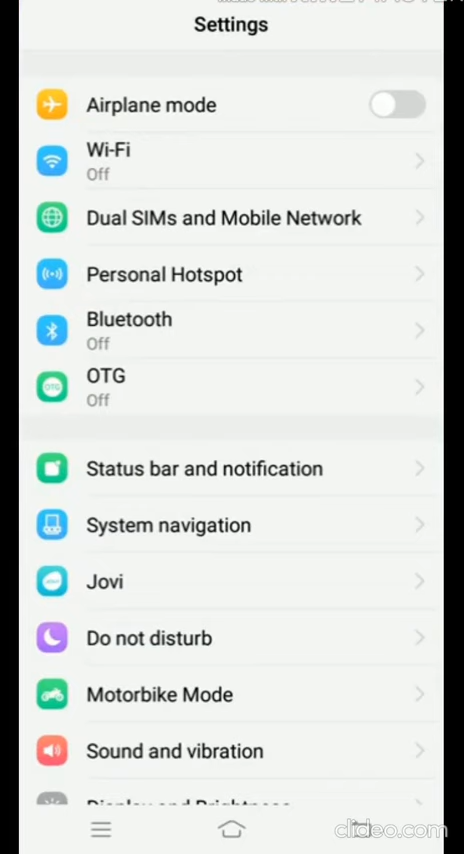 Settings
Airplane mode
Wi-Fi
Off
Dual SIMs and Mobile Network
Personal Hotspot
Bluetooth
Off
OTG
OTG
Off
Status bar and notification
System navigation
Jovi
Do not disturb
Motorbike Mode
Sound and vibration
Display and Brightness
clideo.com